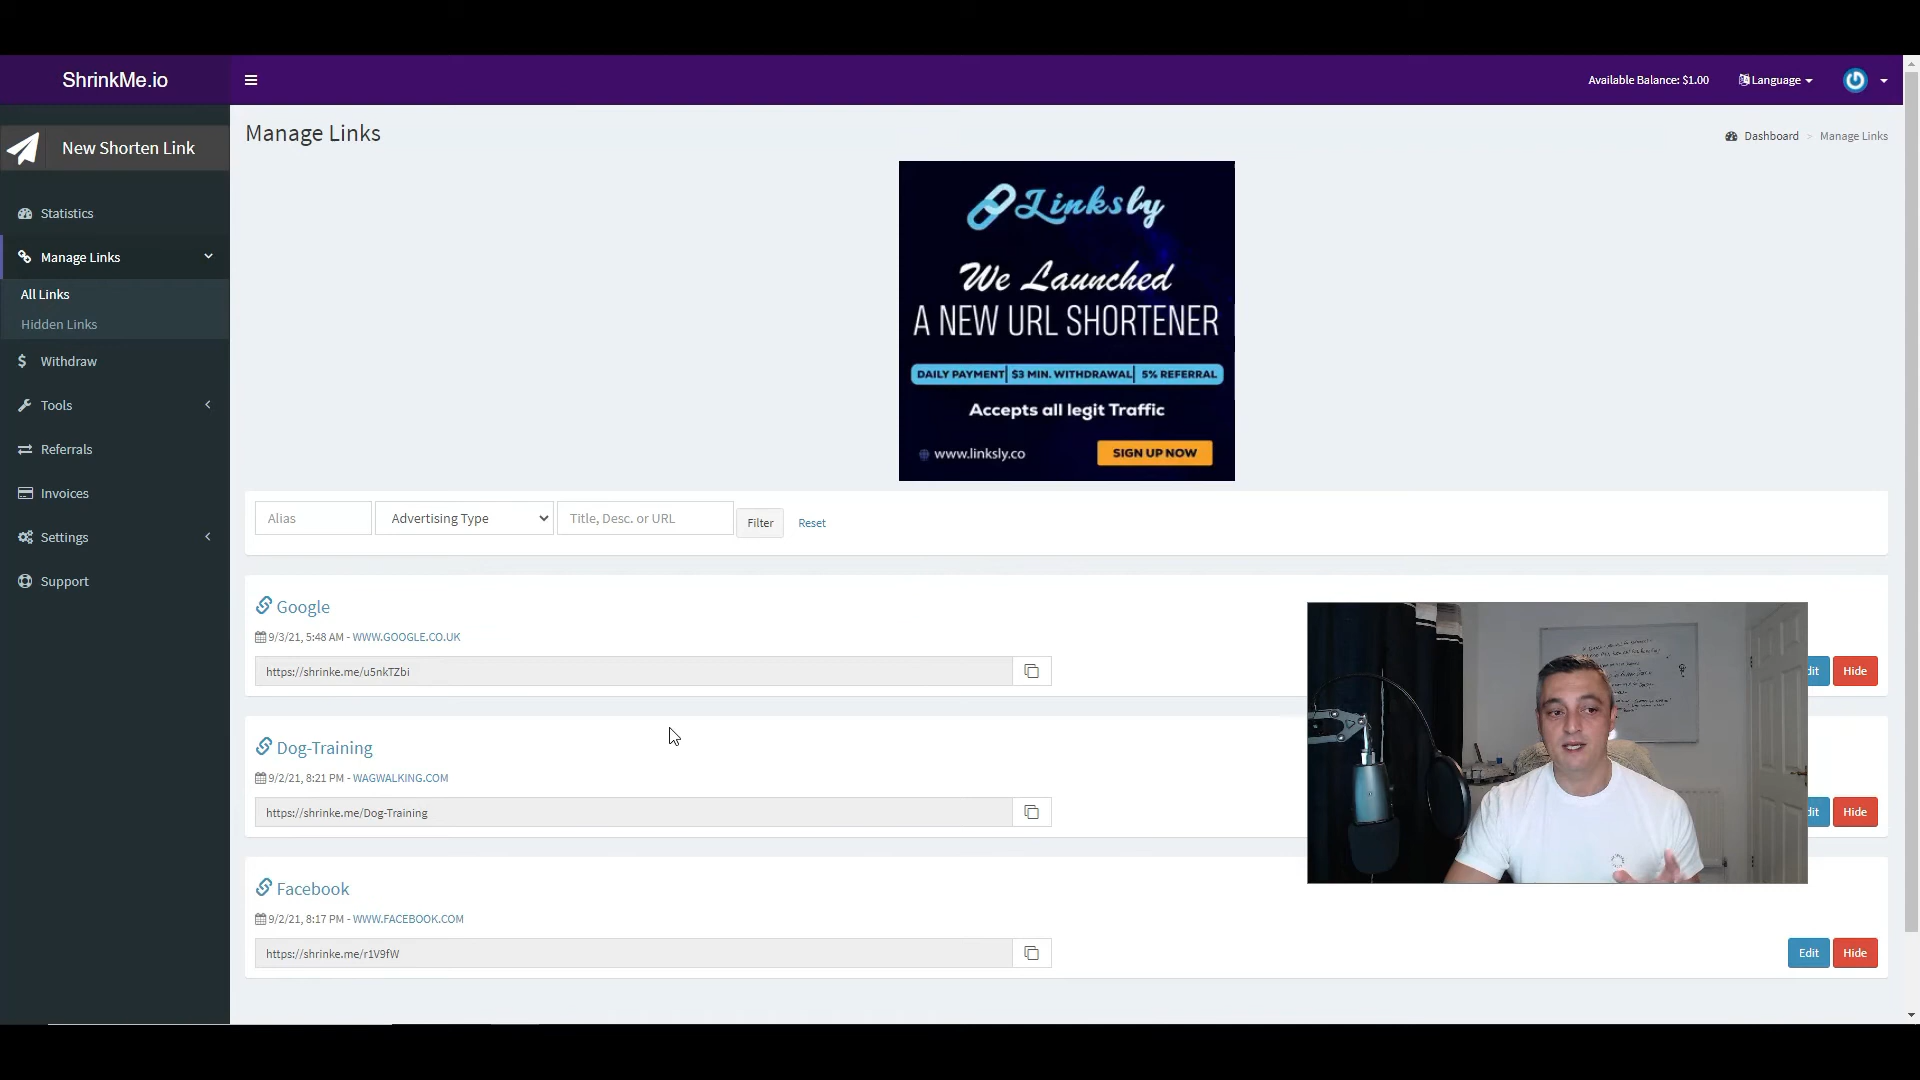 ShrinkMe.io
Available Balance: $1.00
Language
New Shorten Link
Manage Links
Dashboard > Manage Links
Statistics
Manage Links
All Links
Hidden Links
Withdraw
Tools
Referrals
Invoices
Settings
Support
Linksly
We Launched
A NEW URL SHORTENER
DAILY PAYMENT| $3 MIN. WITHDRAWAL| 5% REFERRAL
Accepts all legit Traffic
www.linksly.co
SIGN UP NOW
Alias
Advertising Type
Title, Desc. or URL
Filter
Reset
Google
9/3/21, 5:48 AM - WWW.GOOGLE.CO.UK
https://shrinke.me/u5nkTZbi
dit
Hide
Dog-Training
9/2/21, 8:21 PM - WAGWALKING.COM
https://shrinke.me/Dog-Training
dit
Hide
Facebook
9/2/21, 8:17 PM - WWW.FACEBOOK.COM
https://shrinke.me/r1V9fW
Edit
Hide